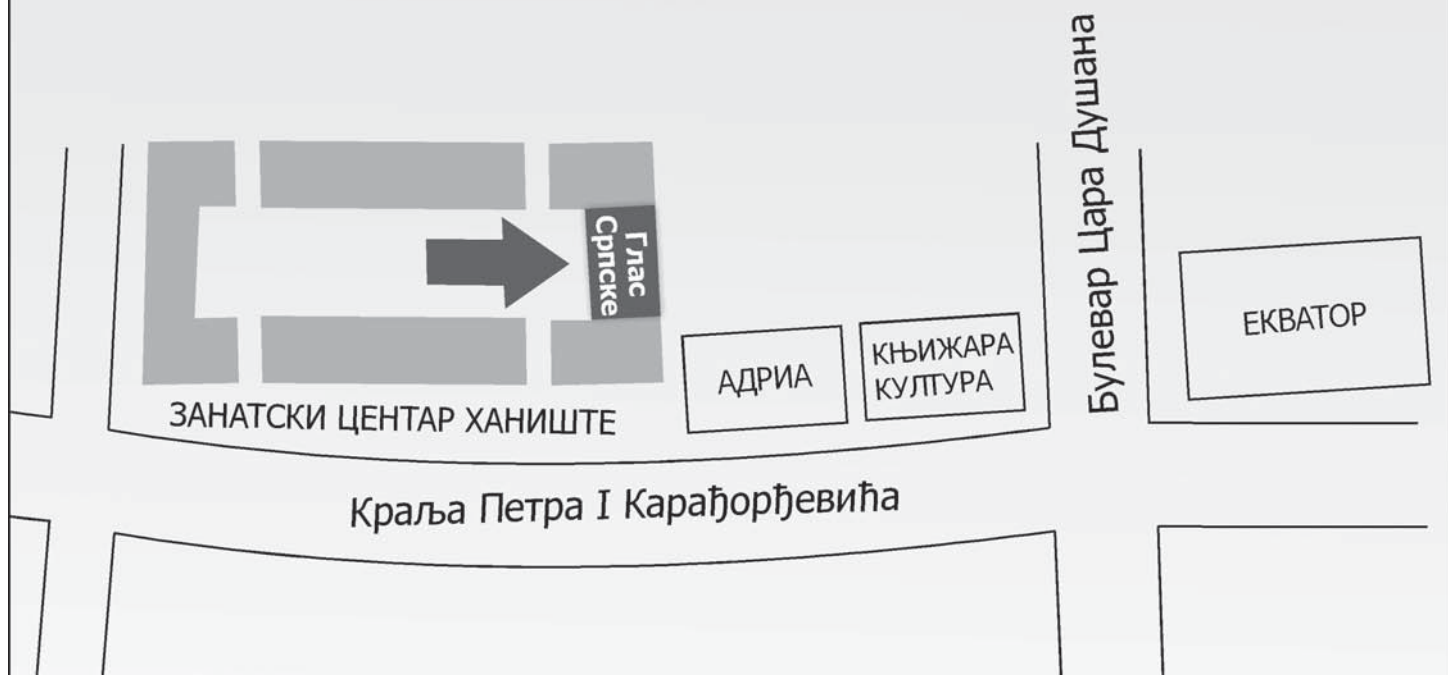 Булевар Цара Душана
Глас
Српске
ЕКВАТОР
АДРИА
КЊИЖАРА
КУЛТУРА
ЗАНАТСКИ ЦЕНТАР ХАНИШТЕ
Краља Петра I Карађорђевића